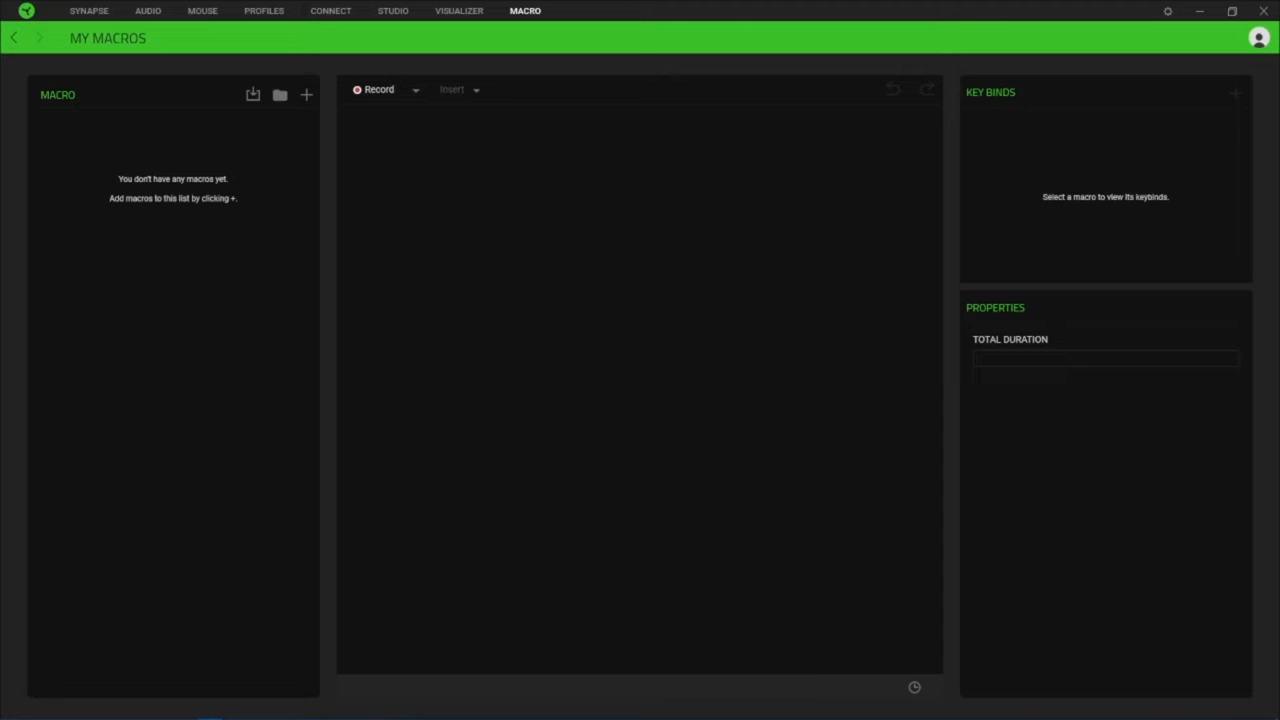 SYNAPSE AUDIO MOUSE PROFILES CONNECT STUDIO VISUALIZER MACRO
MY MACROS
MACRO
You don't have any macros yet.
Add macros to this list by clicking +.
Record
Insert
KEY BINDS
Select a macro to view its keybinds.
PROPERTIES
TOTAL DURATION